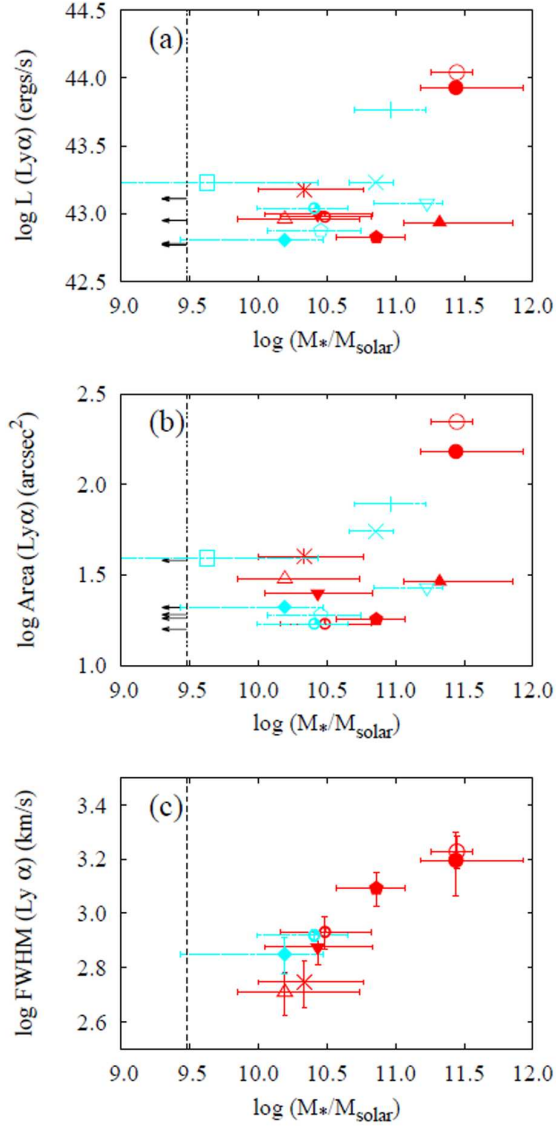 (a)
log L (Lyα) (ergs/s)
44.5
44.0
43.5
43.0
42.5
9.0 9.5 10.0 10.5 11.0 11.5 12.0
log (M*/Msolar)
(b)
log Area (Lyα) (arcsec²)
2.5
2.0
1.5
1.0
9.0 9.5 10.0 10.5 11.0 11.5 12.0
log (M*/Msolar)
(c)
log FWHM (Ly α) (km/s)
3.4
3.2
3.0
2.8
2.6
9.0 9.5 10.0 10.5 11.0 11.5 12.0
log (M*/Msolar)